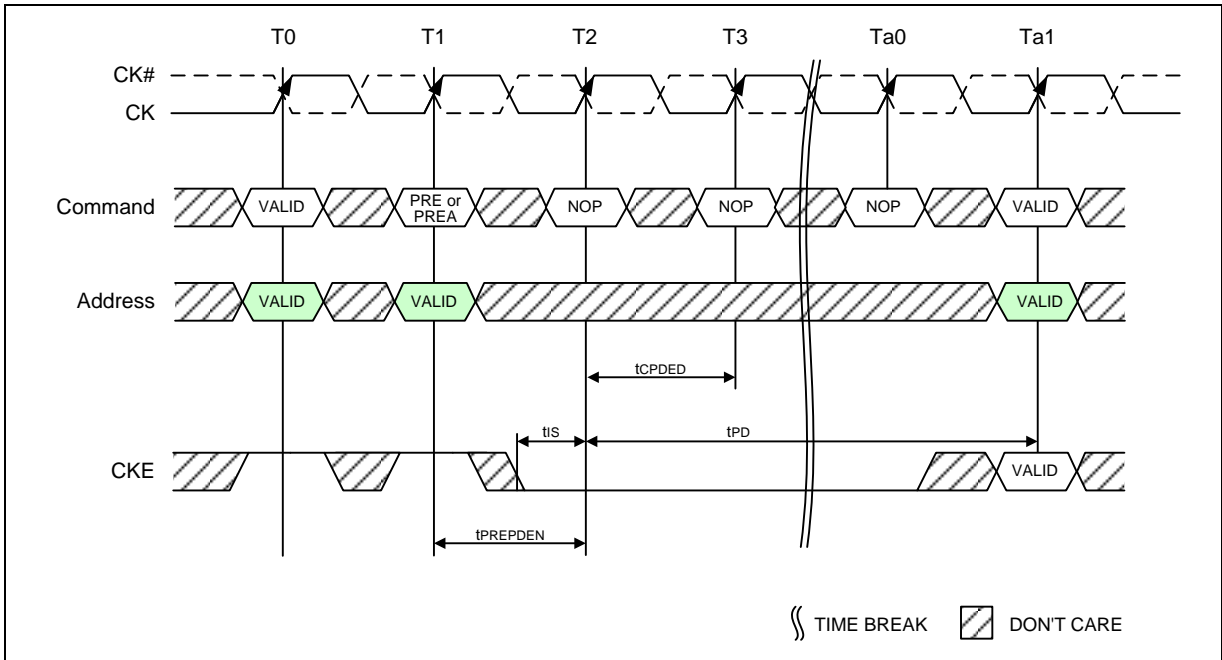 T0 T1 T2 T3 Ta0 Ta1
CK#
CK
Command VALID PRE or PREA NOP NOP NOP VALID
Address VALID VALID VALID
tCPDED
tIS tPD
CKE VALID
tPREPDEN
TIME BREAK DON'T CARE